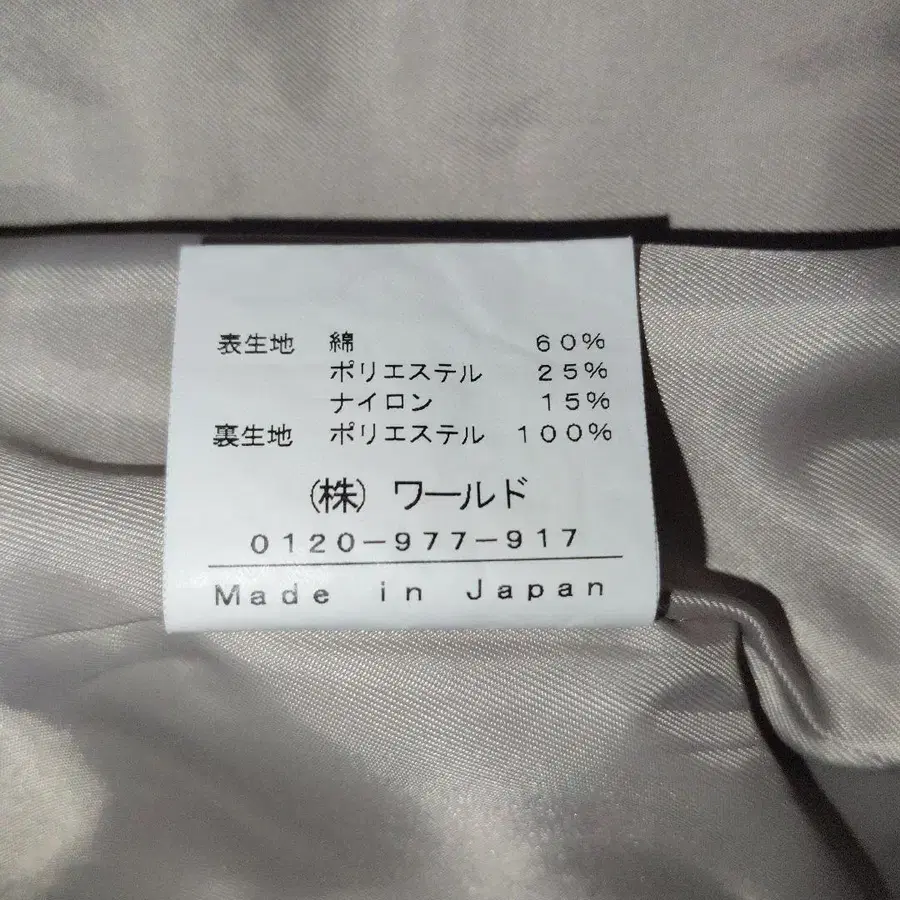 表生地 綿 60%
ポリエステル 25%
ナイロン 15%
裏生地 ポリエステル 100%
(株) ワールド
0120-977-917
Made in Japan